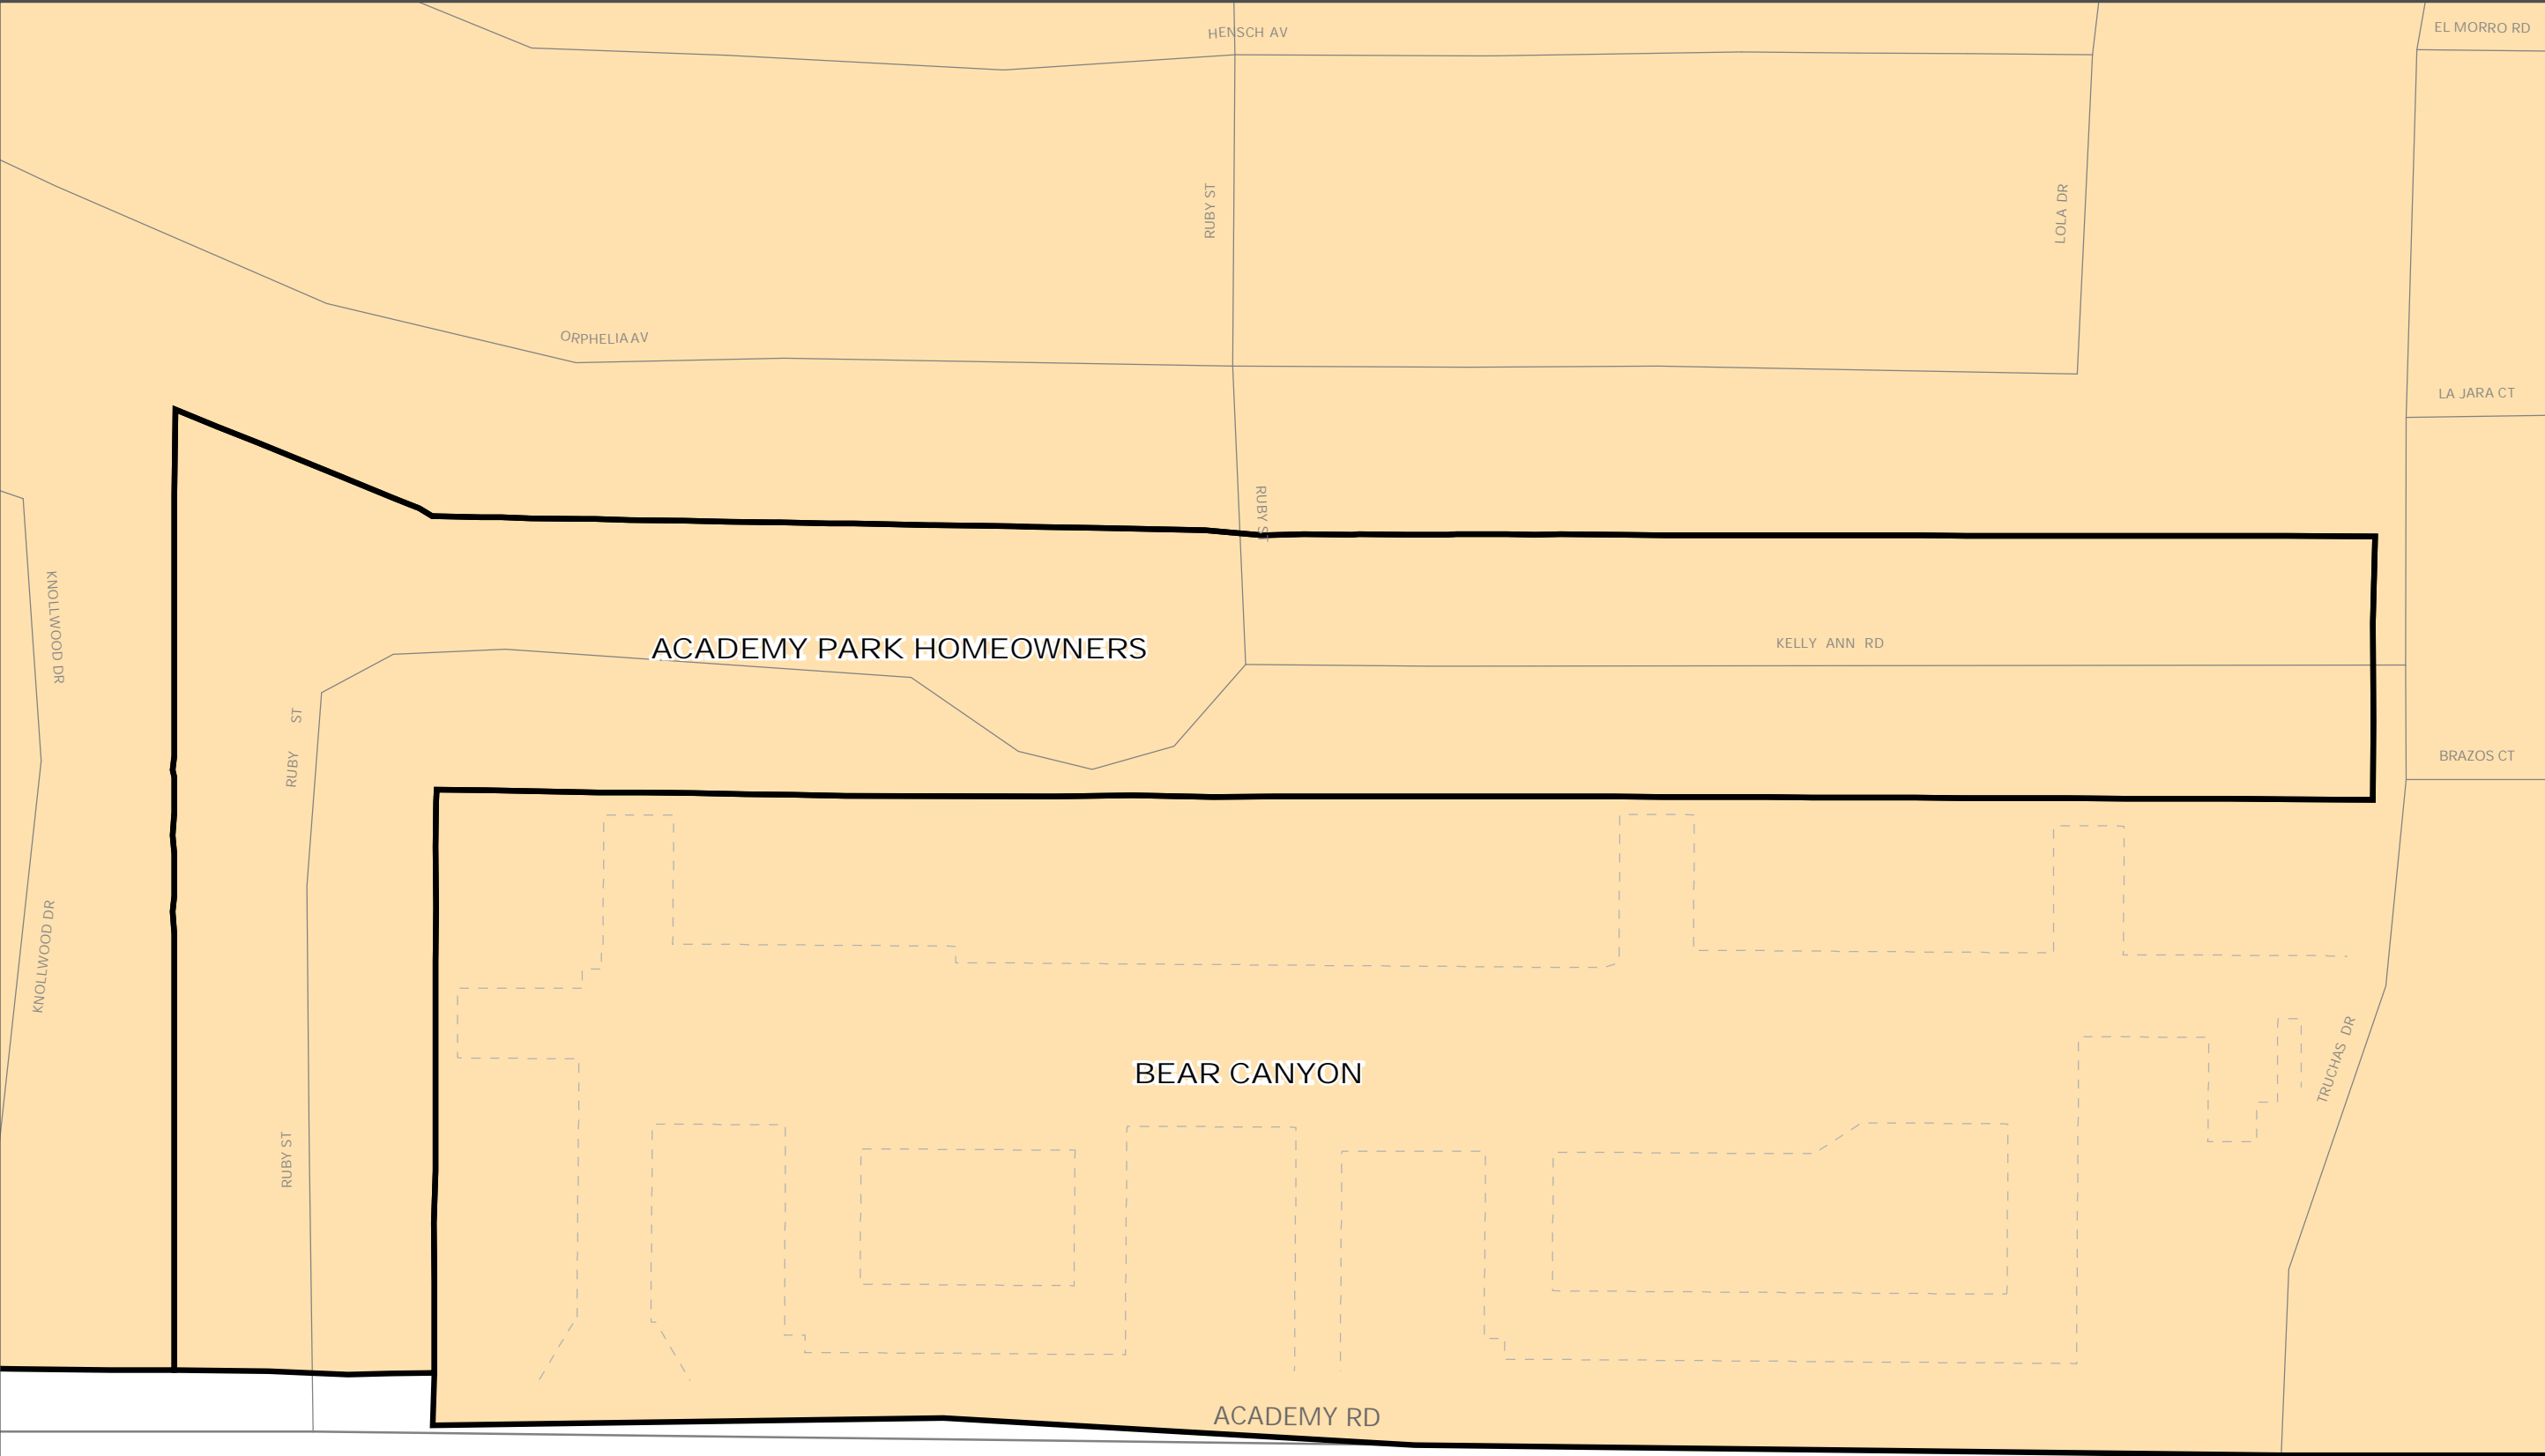 HENSCH AV
EL MORRO RD
RUBY ST
LOLA DR
ORPHELIA AV
LA JARA CT
RUBY ST
KNOLLWOOD DR
ACADEMY PARK HOMEOWNERS
KELLY ANN RD
RUBY ST
BRAZOS CT
KNOLLWOOD DR
TRUCHAS DR
BEAR CANYON
RUBY ST
ACADEMY RD